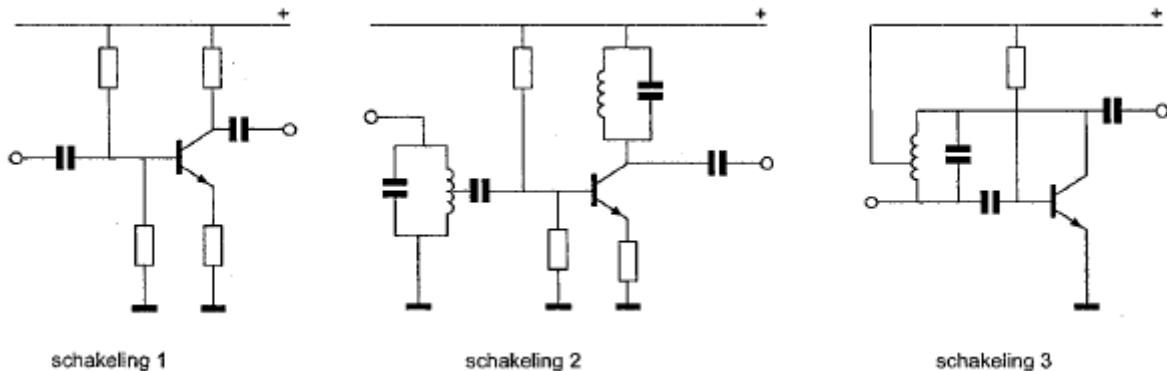 + + +
schakeling 1 schakeling 2 schakeling 3